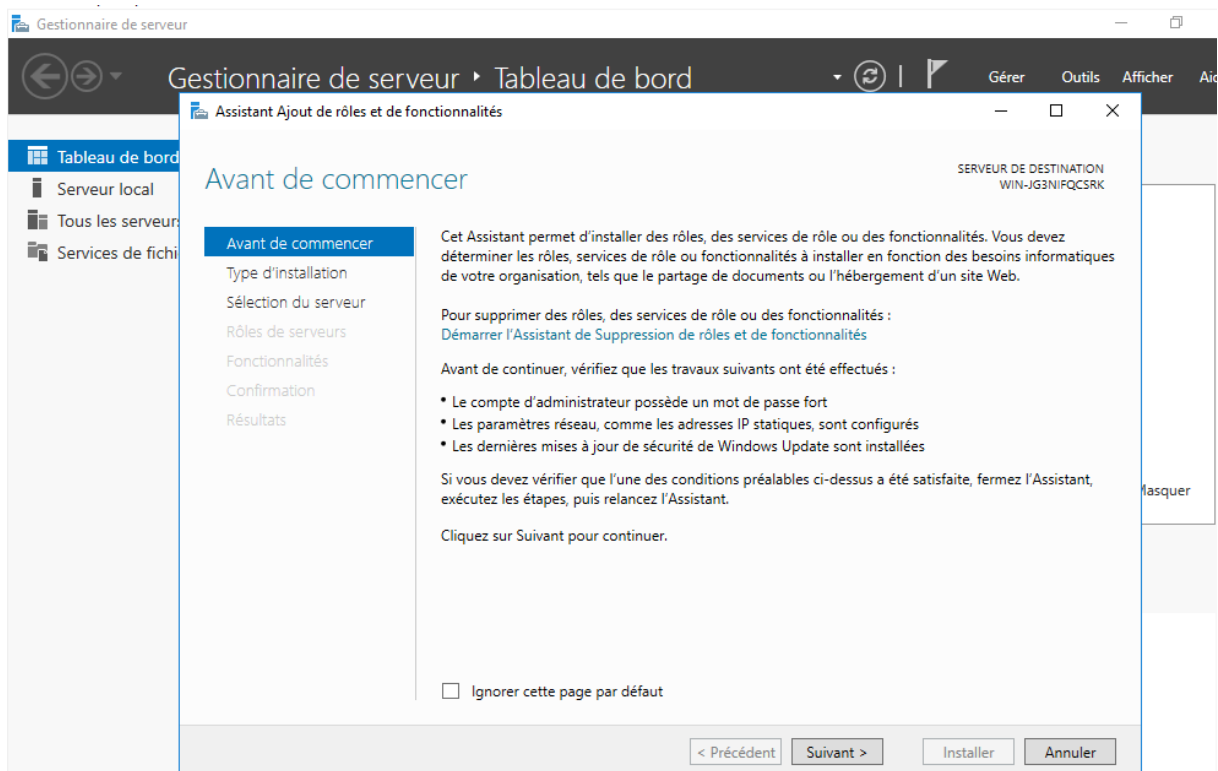 Gestionnaire de serveur
Gestionnaire de serveur Tableau de bord
Gérer Outils Afficher
Assistant Ajout de rôles et de fonctionnalités
Tableau de bord
Serveur local
Tous les serveurs
Services de fichi
Avant de commencer
SERVEUR DE DESTINATION
WIN-JG3NIFQCSRK
Avant de commencer
Type d'installation
Sélection du serveur
Rôles de serveurs
Fonctionnalités
Confirmation
Résultats
Cet Assistant permet d'installer des rôles, des services de rôle ou des fonctionnalités. Vous devez
déterminer les rôles, services de rôle ou fonctionnalités à installer en fonction des besoins informatiques
de votre organisation, tels que le partage de documents ou l'hébergement d'un site Web.
Pour supprimer des rôles, des services de rôle ou des fonctionnalités :
Démarrer l'Assistant de Suppression de rôles et de fonctionnalités
Avant de continuer, vérifiez que les travaux suivants ont été effectués :
• Le compte d'administrateur possède un mot de passe fort
• Les paramètres réseau, comme les adresses IP statiques, sont configurés
• Les dernières mises à jour de sécurité de Windows Update sont installées
Si vous devez vérifier que l'une des conditions préalables ci-dessus a été satisfaite, fermez l'Assistant,
exécutez les étapes, puis relancez l'Assistant.
Cliquez sur Suivant pour continuer.
Masquer
Ignorer cette page par défaut
< Précédent Suivant > Installer Annuler